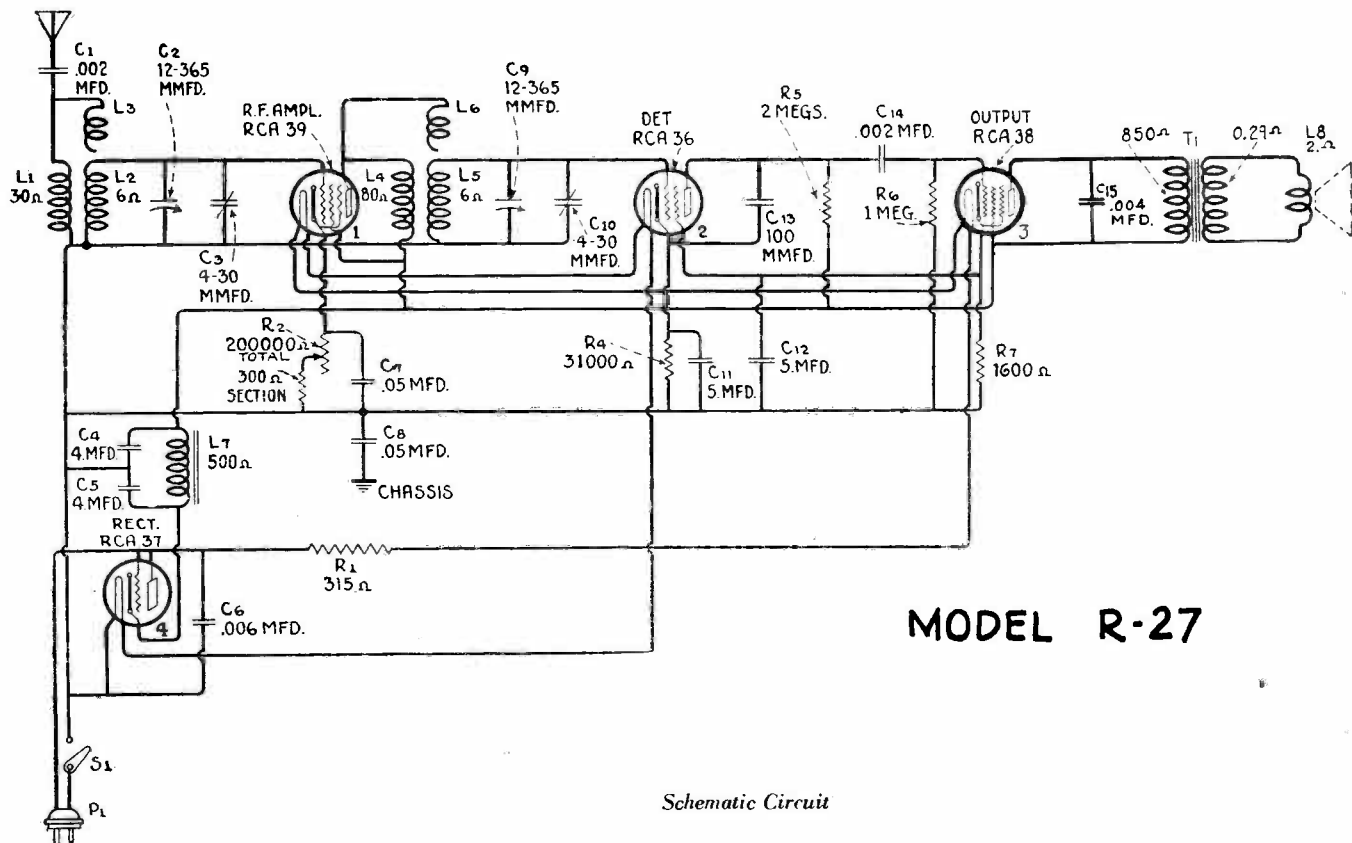 C1
.002
MFD.
L3
C2
12-365
MMFD.
R.F. AMPL.
RCA 39
L6
C9
12-365
MMFD.
DET
RCA 36
R5
2 MEGS.
C14
.002 MFD.
OUTPUT
RCA 38
850Ω
T1
0.29Ω
L8
2.Ω
L1
30Ω
L2
6Ω
L4
80Ω
L5
6Ω
R6
1 MEG.
C15
.004
MFD.
1
2
3
C3
4-30
MMFD.
C10
4-30
MMFD.
C13
100
MMFD.
R2
200000Ω
TOTAL
300Ω
SECTION
C7
.05 MFD.
R4
31000Ω
C11
5.MFD.
C12
5.MFD.
R7
1600Ω
C4
4.MFD.
L7
500Ω
C8
.05 MFD.
C5
4.MFD.
CHASSIS
RECT.
RCA 37
R1
315Ω
4
C6
.006 MFD.
MODEL R-27
S1
P1
Schematic Circuit